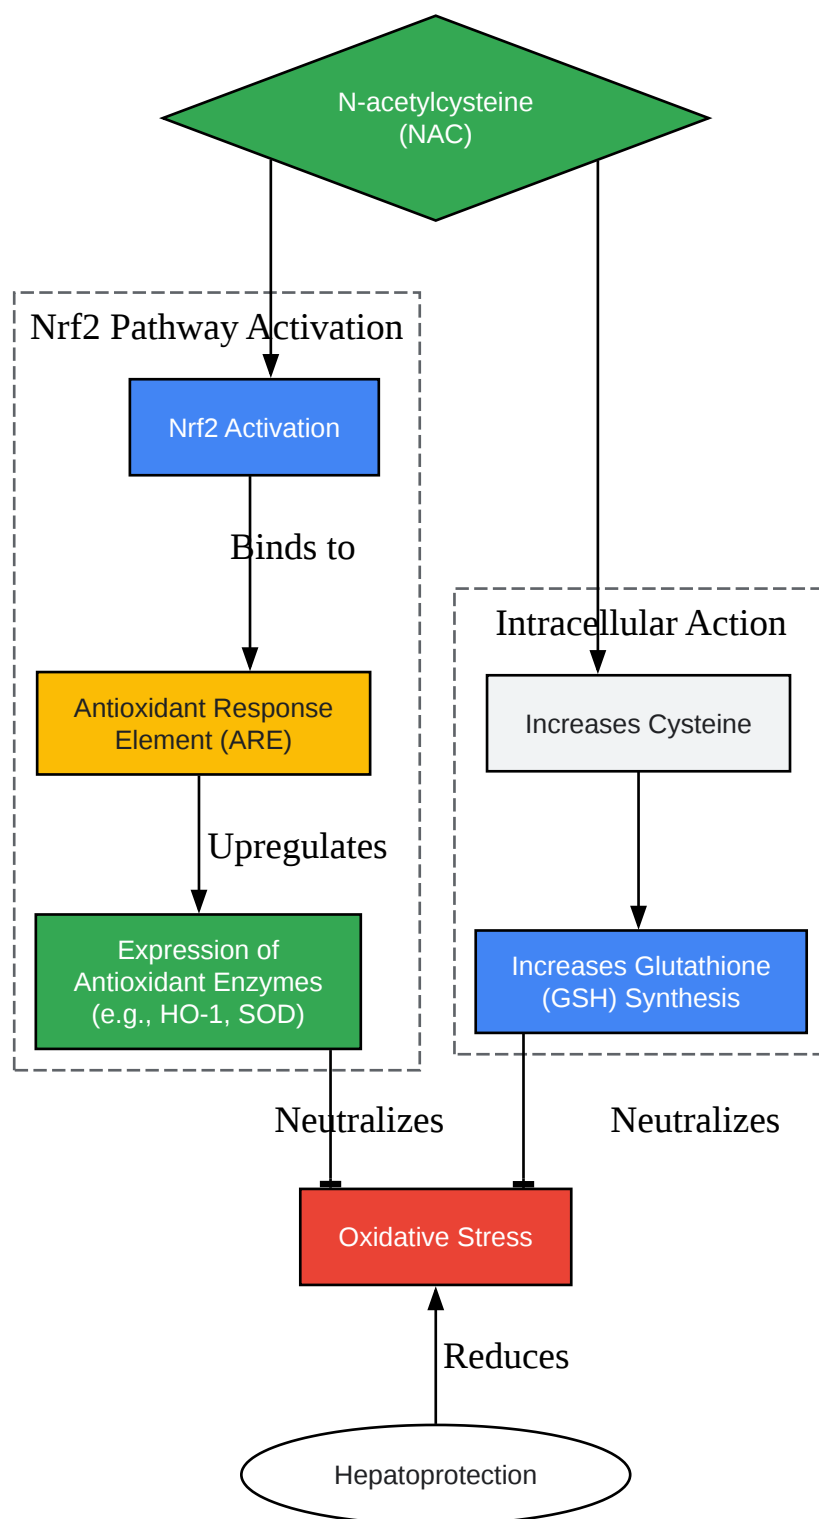 N-acetylcysteine
(NAC)
Nrf2 Pathway Activation
Nrf2 Activation
Binds to
Intracellular Action
Antioxidant Response
Element (ARE)
Increases Cysteine
Upregulates
Expression of
Antioxidant Enzymes
(e.g., HO-1, SOD)
Increases Glutathione
(GSH) Synthesis
Neutralizes
Neutralizes
Oxidative Stress
Reduces
Hepatoprotection